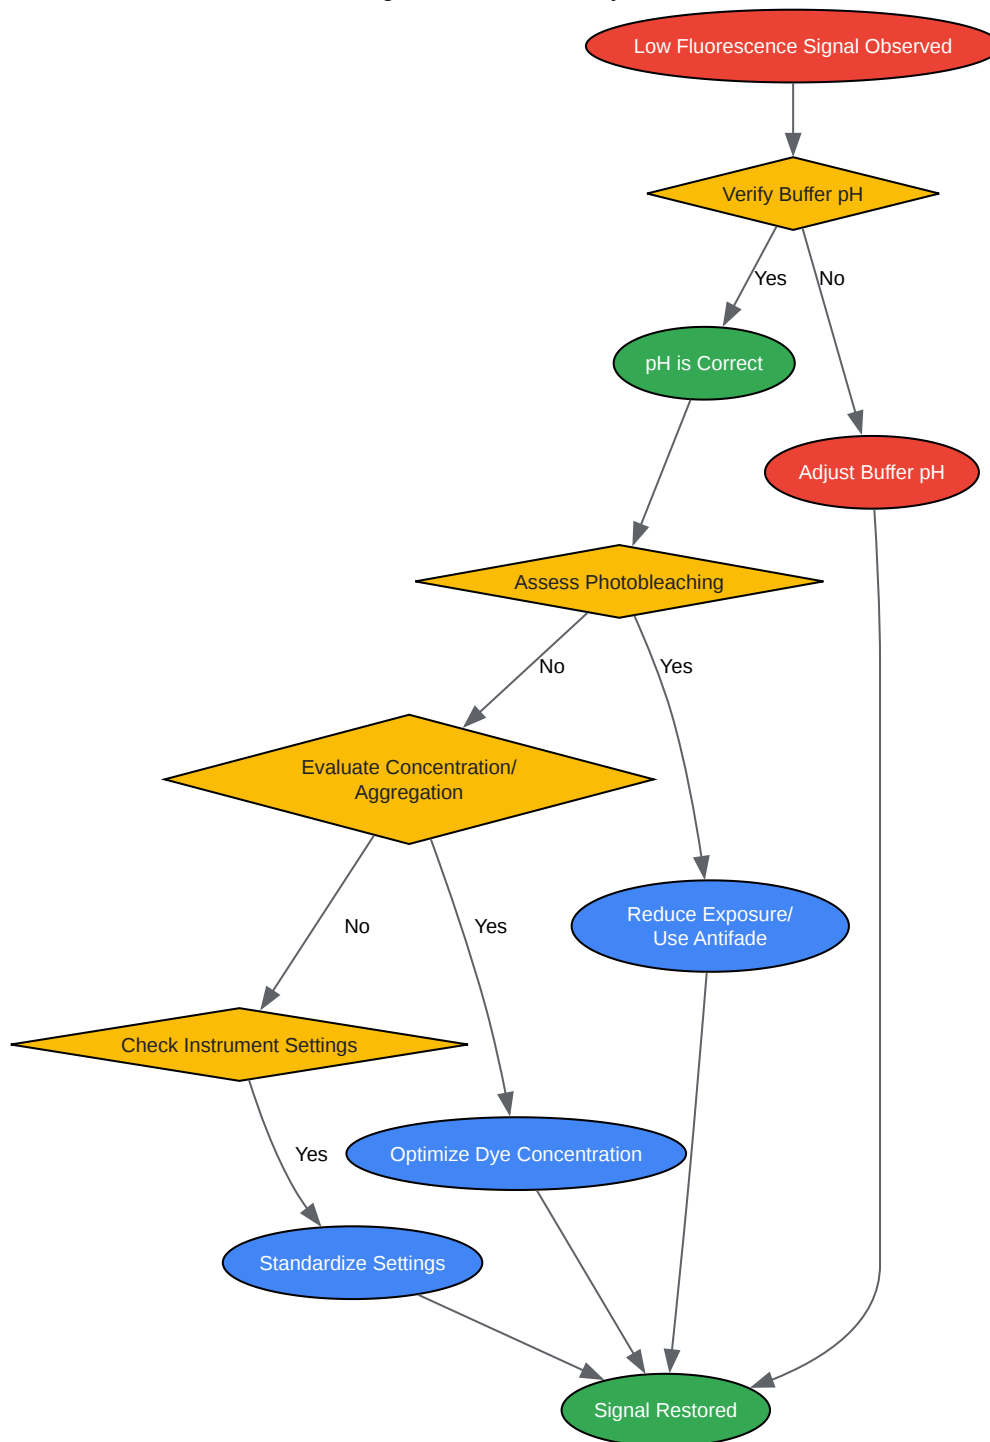 Low Fluorescence Signal Observed
Verify Buffer pH
Yes
No
pH is Correct
Adjust Buffer pH
Assess Photobleaching
No
Yes
Evaluate Concentration/
Aggregation
Reduce Exposure/
Use Antifade
No
Yes
Check Instrument Settings
Yes
Optimize Dye Concentration
Standardize Settings
Signal Restored